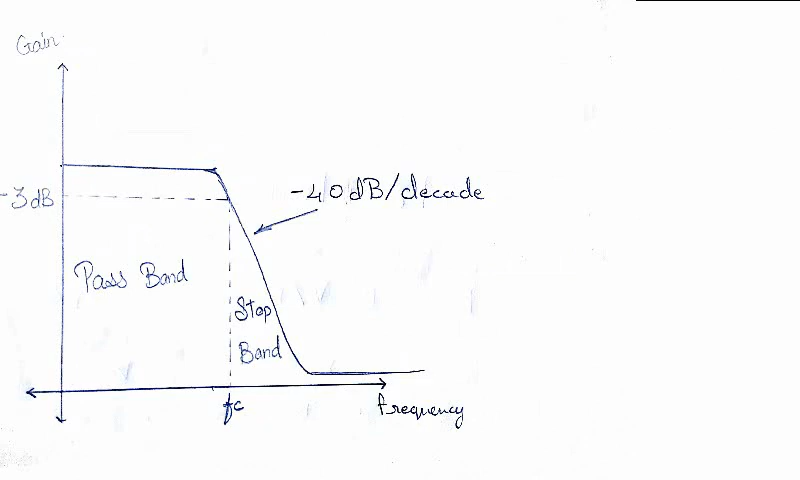 Gain
-3dB
-40dB/decade
Pass Band
Stop
Band
fc
frequency